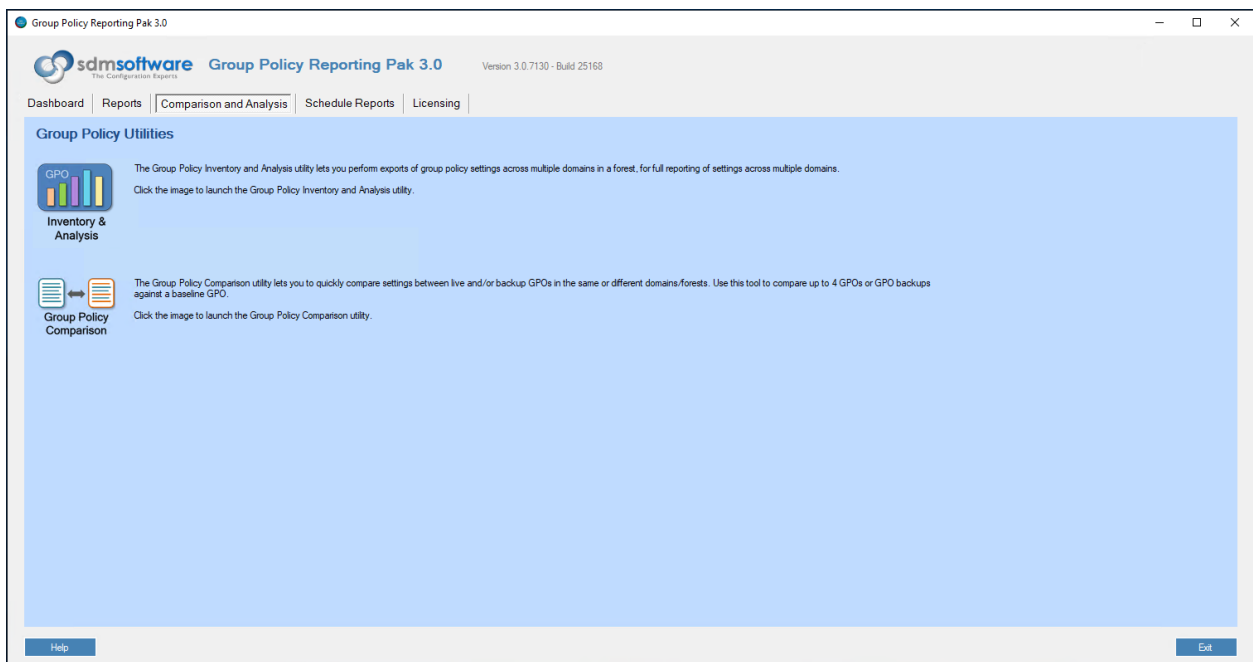 Group Policy Reporting Pak 3.0
sdmsoftware
The Configuration Experts
Group Policy Reporting Pak 3.0
Version 3.0.7130 - Build 25168
Dashboard
Reports
Comparison and Analysis
Schedule Reports
Licensing
Group Policy Utilities
GPO
Inventory &
Analysis
The Group Policy Inventory and Analysis utility lets you perform exports of group policy settings across multiple domains in a forest, for full reporting of settings across multiple domains.
Click the image to launch the Group Policy Inventory and Analysis utility.
Group Policy
Comparison
The Group Policy Comparison utility lets you to quickly compare settings between live and/or backup GPOs in the same or different domains/forests. Use this tool to compare up to 4 GPOs or GPO backups
against a baseline GPO.
Click the image to launch the Group Policy Comparison utility.
Help
Exit